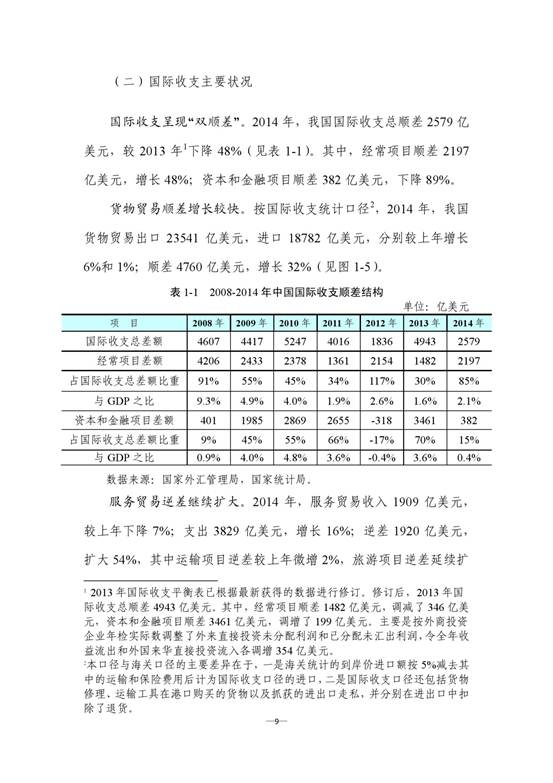 （二）国际收支主要状况
国际收支呈现“双顺差”。2014 年，我国国际收支总顺差 2579 亿
美元，较 2013 年1下降 48%（见表 1-1）。其中，经常项目顺差 2197
亿美元，增长 48%；资本和金融项目顺差 382 亿美元，下降 89%。
货物贸易顺差增长较快。按国际收支统计口径2，2014 年，我国
货物贸易出口 23541 亿美元，进口 18782 亿美元，分别较上年增长
6%和 1%；顺差 4760 亿美元，增长 32%（见图 1-5）。
表 1-1 2008-2014 年中国国际收支顺差结构
单位：亿美元
项 目 2008 年 2009 年 2010 年 2011 年 2012 年 2013 年 2014 年
国际收支总差额 4607 4417 5247 4016 1836 4943 2579
经常项目差额 4206 2433 2378 1361 2154 1482 2197
占国际收支总差额比重 91% 55% 45% 34% 117% 30% 85%
与 GDP 之比 9.3% 4.9% 4.0% 1.9% 2.6% 1.6% 2.1%
资本和金融项目差额 401 1985 2869 2655 -318 3461 382
占国际收支总差额比重 9% 45% 55% 66% -17% 70% 15%
与 GDP 之比 0.9% 4.0% 4.8% 3.6% -0.4% 3.6% 0.4%
数据来源：国家外汇管理局，国家统计局。
服务贸易逆差继续扩大。2014 年，服务贸易收入 1909 亿美元，
较上年下降 7%；支出 3829 亿美元，增长 16%；逆差 1920 亿美元，
扩大 54%，其中运输项目逆差较上年微增 2%，旅游项目逆差延续扩
1 2013 年国际收支平衡表已根据最新获得的数据进行修订。修订后，2013 年国
际收支总顺差 4943 亿美元。其中，经常项目顺差 1482 亿美元，调减了 346 亿美
元，资本和金融项目顺差 3461 亿美元，调增了 199 亿美元。主要是按外商投资
企业年检实际数调整了外来直接投资未分配利润和已分配未汇出利润，令全年收
益流出和外国来华直接投资流入各调增 354 亿美元。
2本口径与海关口径的主要差异在于，一是海关统计的到岸价进口额按 5%减去其
中的运输和保险费用后计为国际收支口径的进口，二是国际收支口径还包括货物
修理、运输工具在港口购买的货物以及抓获的进出口走私，并分别在进出口中扣
除了退货。
—9—